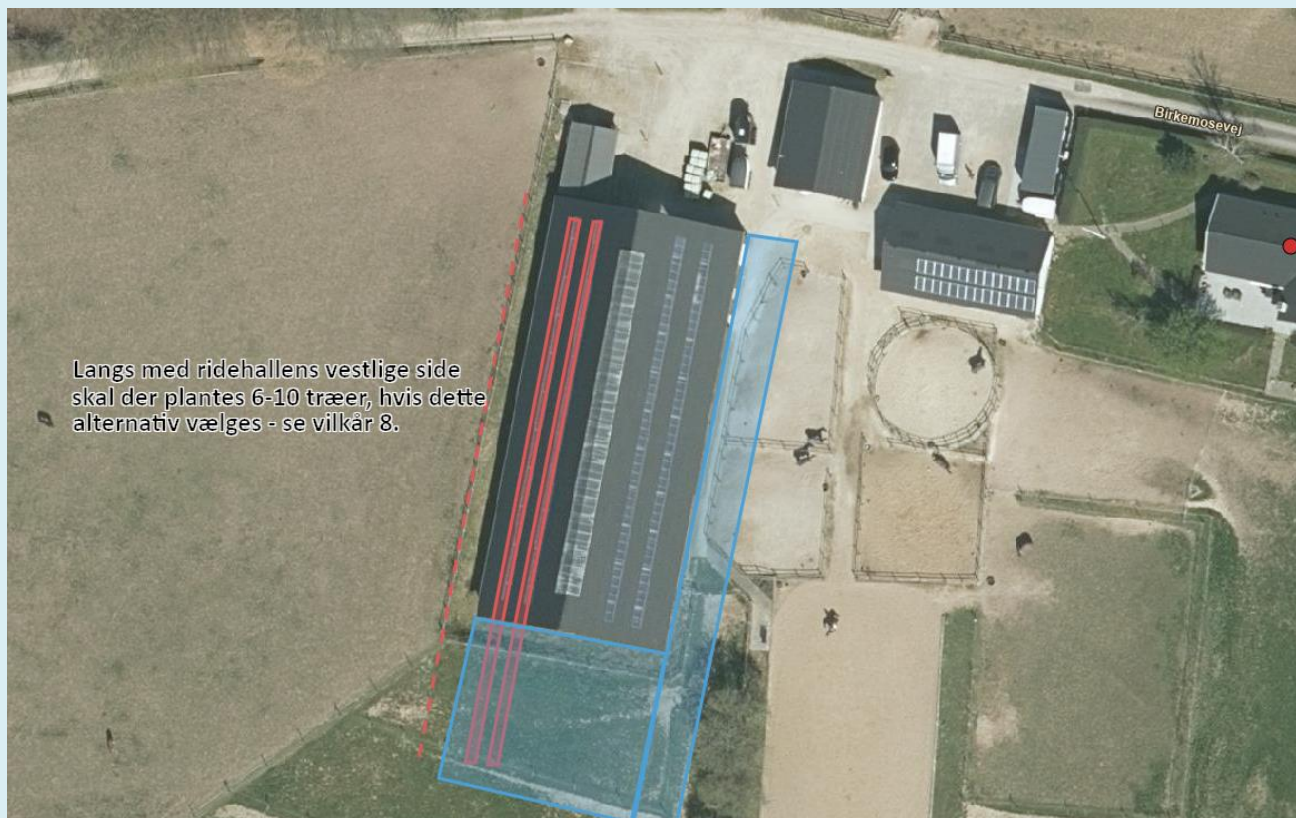 Birkemosevej
Langs med ridehallens vestlige side
skal der plantes 6-10 træer, hvis dette
alternativ vælges - se vilkår 8.